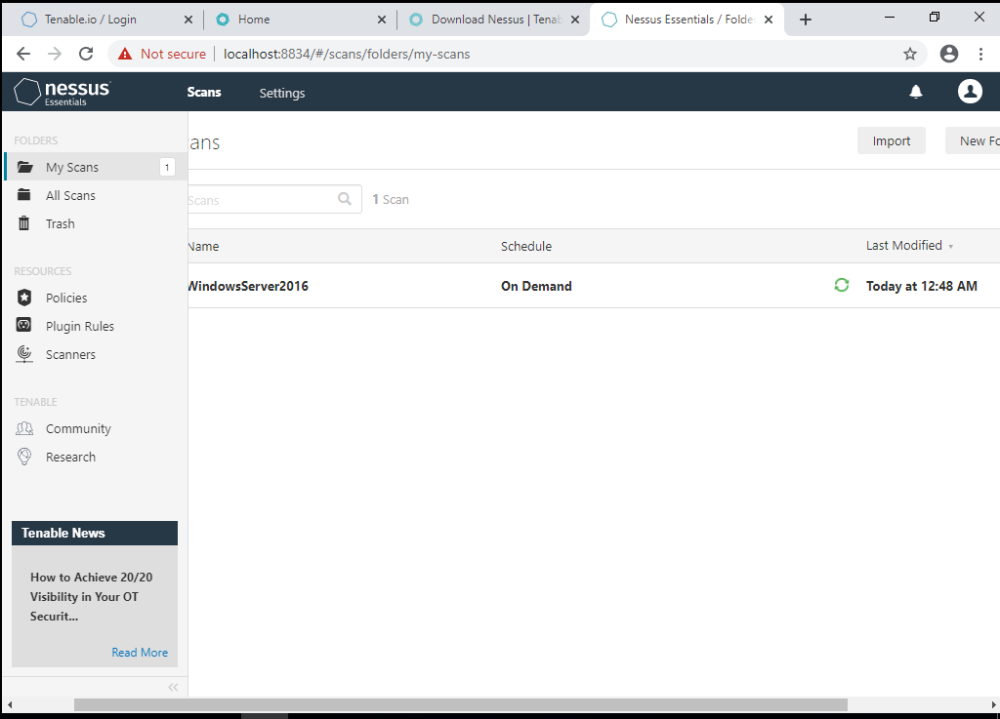 Tenable.io / Login
Home
Download Nessus | Tenab
Nessus Essentials / Folde
Not secure
localhost:8834/#/scans/folders/my-scans
nessus
Essentials
Scans
Settings
FOLDERS
My Scans
1
All Scans
Trash
RESOURCES
Policies
Plugin Rules
Scanners
TENABLE
Community
Research
Tenable News
How to Achieve 20/20
Visibility in Your OT
Securit...
Read More
ans
Import
New Fo
Scans
1 Scan
Name
Schedule
Last Modified
WindowsServer2016
On Demand
Today at 12:48 AM